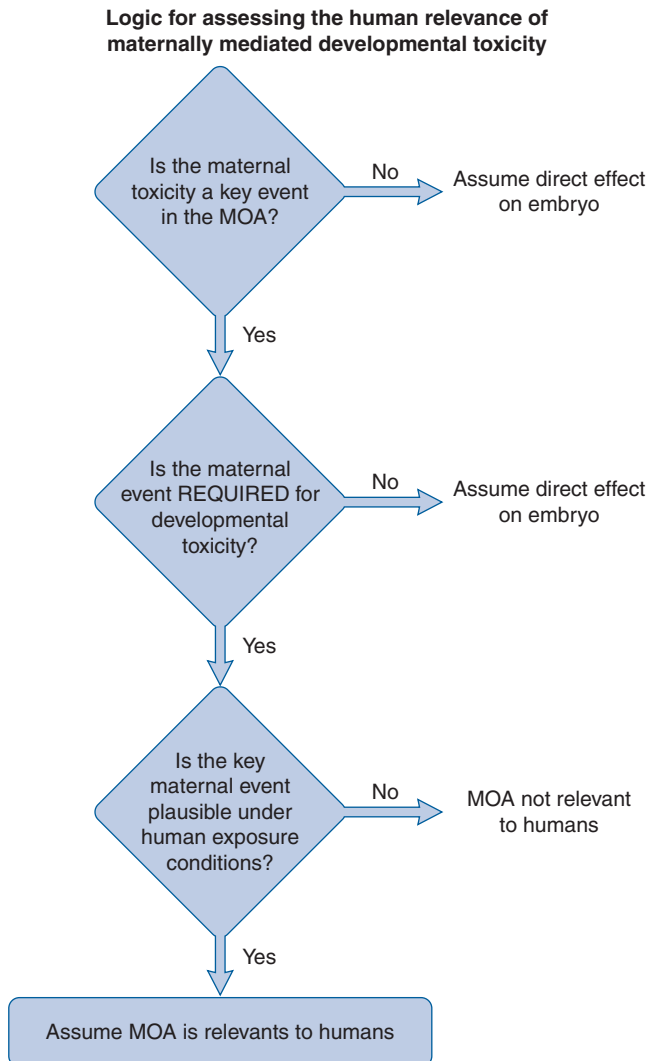 Logic for assessing the human relevance of
maternally mediated developmental toxicity
Is the maternal
toxicity a key event
in the MOA?
No
Assume direct effect
on embryo
Yes
Is the maternal
event REQUIRED for
developmental
toxicity?
No
Assume direct effect
on embryo
Yes
Is the key
maternal event
plausible under
human exposure
conditions?
No
MOA not relevant
to humans
Yes
Assume MOA is relevants to humans